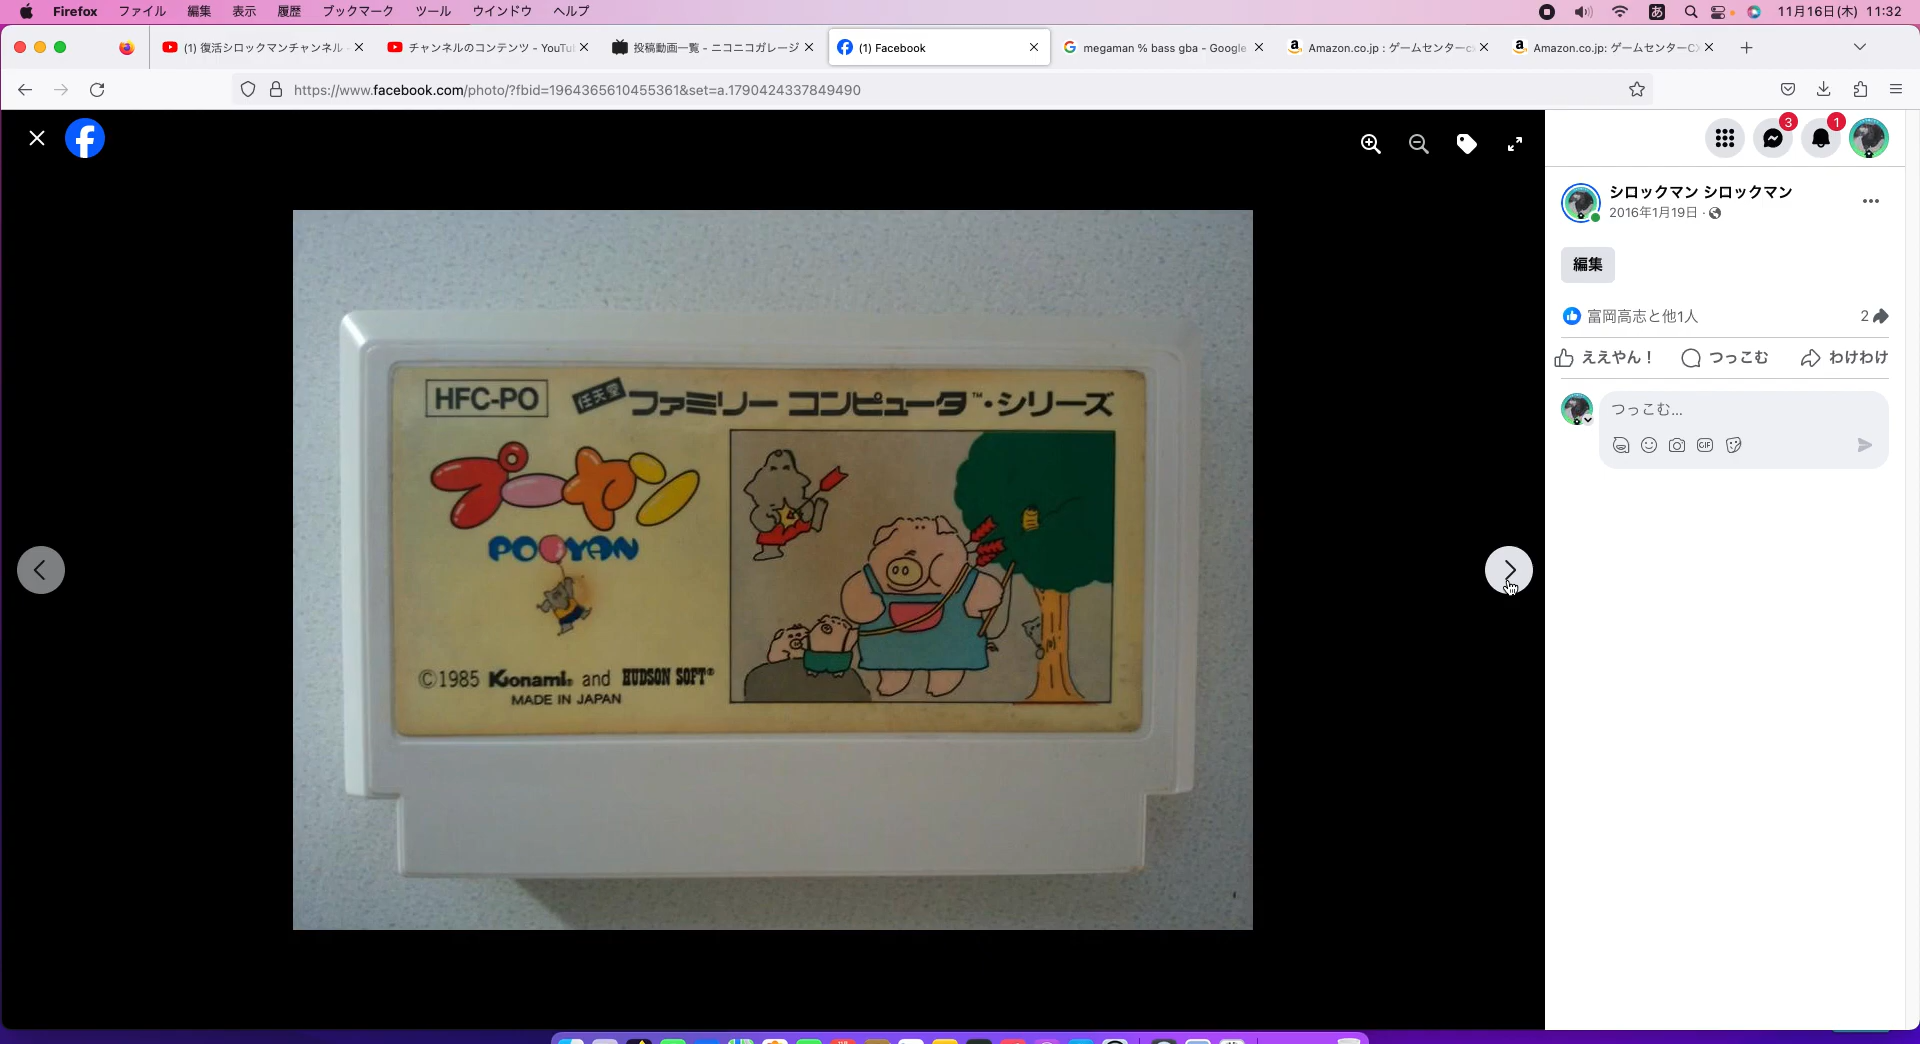 Firefox ファイル 編集 表示 履歴 ブックマーク ツール ウインドウ ヘルプ あ 11月16日(木) 11:32
(1) 復活シロックマンチャンネル
チャンネルのコンテンツ - YouTu
投稿動画一覧 - ニコニコガレージ
(1) Facebook
megaman % bass gba - Google
Amazon.co.jp : ゲームセンターc
Amazon.co.jp: ゲームセンターC
https://www.facebook.com/photo/?fbid=1964365610455361&set=a.1790424337849490
3
1
シロックマン シロックマン
2016年1月19日 ·
編集
富岡高志と他1人
2
ええやん！ つっこむ わけわけ
つっこむ...
GIF
HFC-PO
任天堂 ファミリー コンピュータ™・シリーズ
プーヤン
POOYAN
©1985 Konami® and HUDSON SOFT®
MADE IN JAPAN